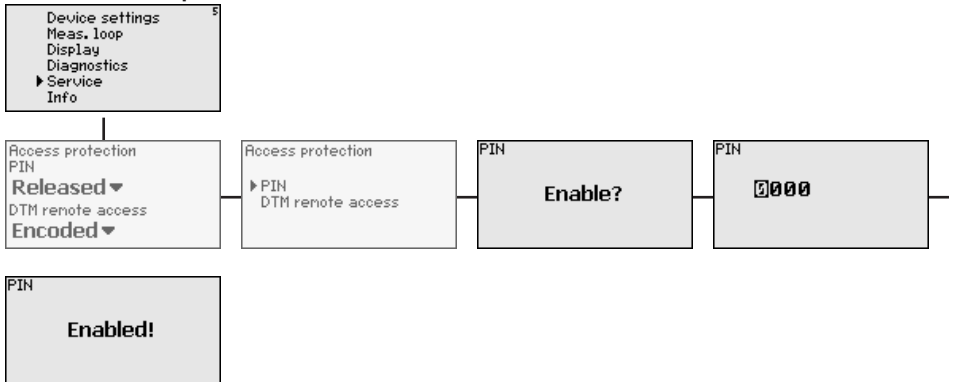 Device settings 5
Meas. loop
Display
Diagnostics
Service
Info
Access protection
PIN
Released
DTM remote access
Encoded
Access protection
PIN
DTM remote access
PIN
Enable?
PIN
PIN
Enabled!